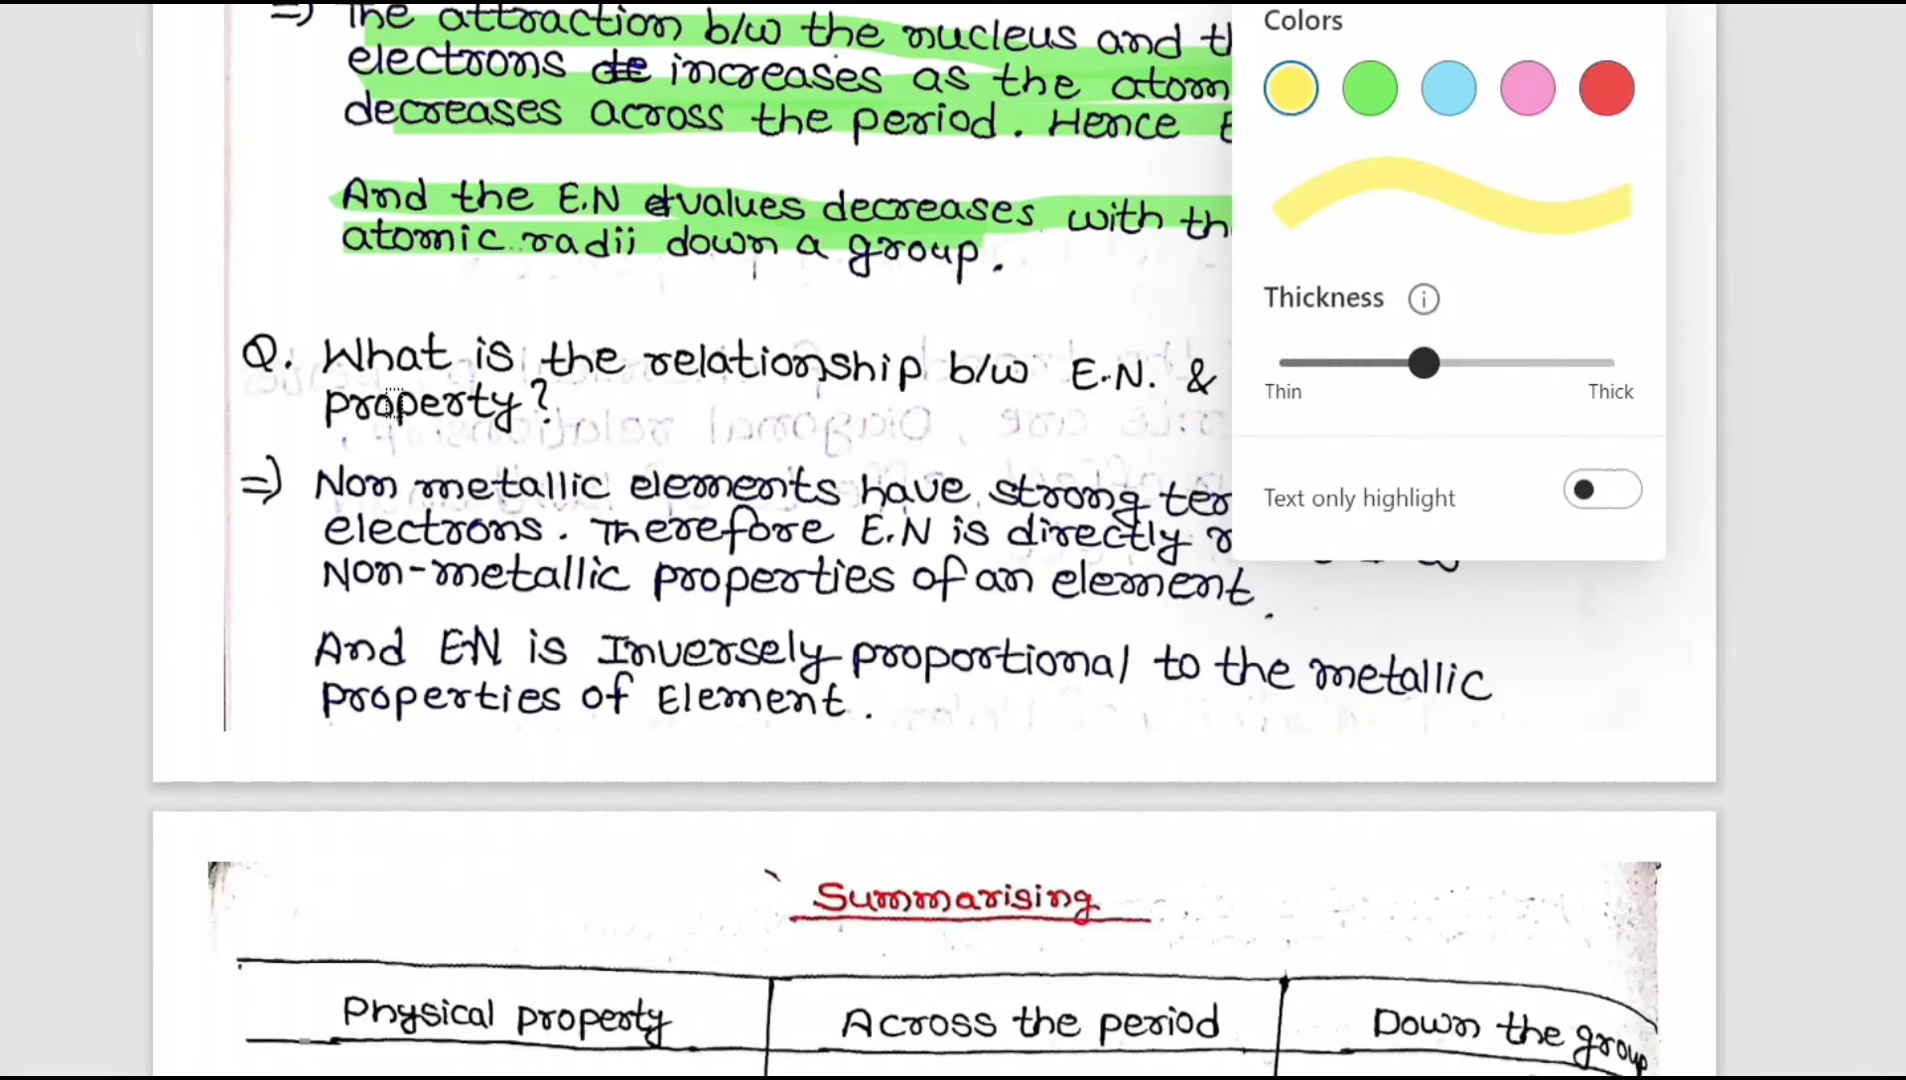 =) The attraction b/w the nucleus and
electrons de increases as the atom
decreases across the period. Hence
And the E.N values decreases with
atomic radii down a group.
Q. What is the relationship b/w E.N. &
property?
=) Non metallic elements have strong
electrons. Therefore E.N is directly
Non-metallic properties of an element.
And EN is Inversely proportional to the metallic
properties of Element.
Colors
Thickness
Thin
Thick
Text only highlight
Summarising
Physical property
Across the period
Down the group